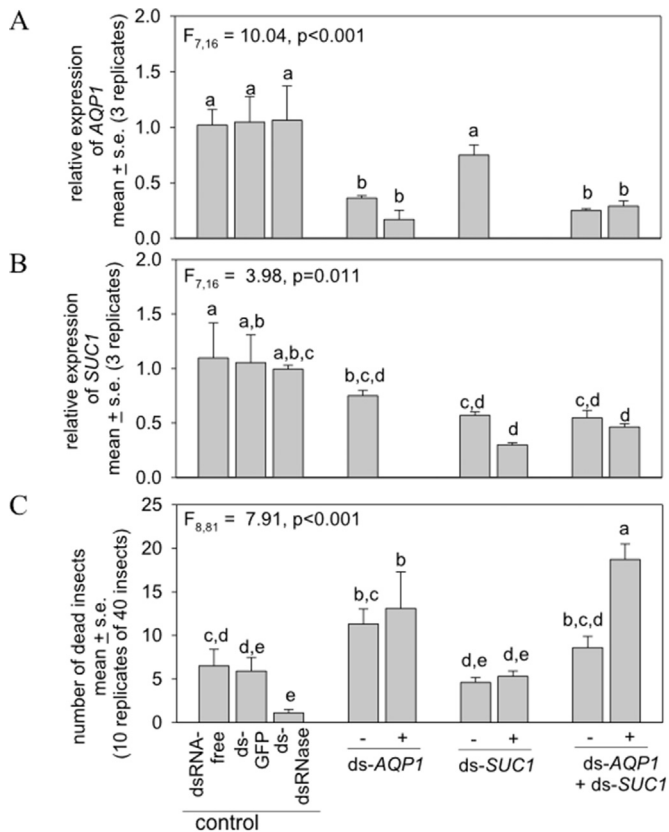 A
relative expression
of AQP1
mean ± s.e. (3 replicates)
2.0
1.5
1.0
0.5
0.0
F7,16 = 10.04, p<0.001
a
a
a
b
b
a
b
b
B
relative expression
of SUC1
mean ± s.e. (3 replicates)
2.0
1.5
1.0
0.5
0.0
F7,16 = 3.98, p=0.011
a
a,b
a,b,c
b,c,d
c,d
d
c,d
d
C
number of dead insects
mean ± s.e.
(10 replicates of 40 insects)
25
20
15
10
5
0
F8,81 = 7.91, p<0.001
c,d
d,e
e
b,c
b
d,e
d,e
b,c,d
a
dsRNA-
free
ds-
GFP
ds-
dsRNase
- +
- +
- +
ds-AQP1
ds-SUC1
ds-AQP1
+ ds-SUC1
control